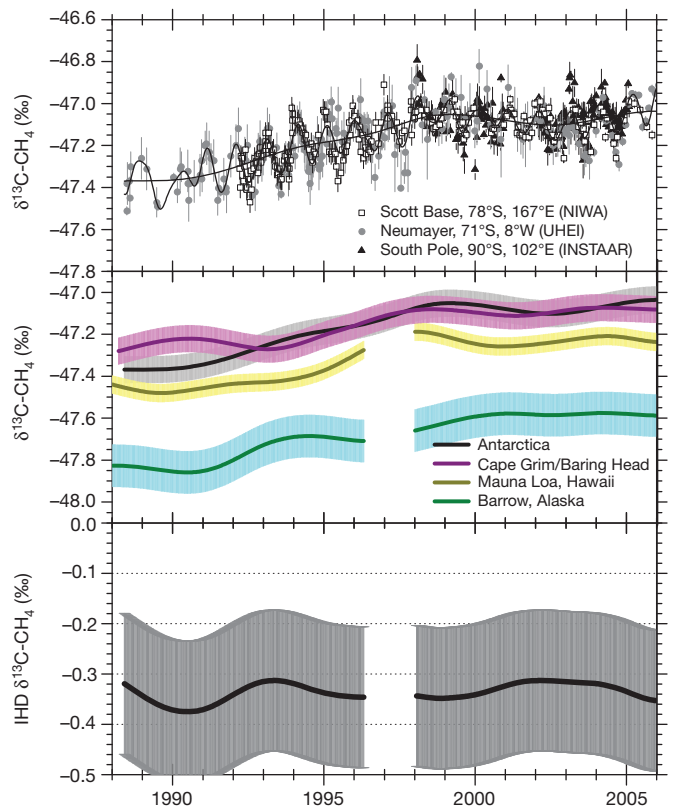 −46.6
−46.8
−47.0
−47.2
−47.4
−47.6
−47.8
δ¹³C-CH₄ (‰)
Scott Base, 78°S, 167°E (NIWA)
Neumayer, 71°S, 8°W (UHEI)
South Pole, 90°S, 102°E (INSTAAR)
−47.0
−47.2
−47.4
−47.6
−47.8
−48.0
δ¹³C-CH₄ (‰)
Antarctica
Cape Grim/Baring Head
Mauna Loa, Hawaii
Barrow, Alaska
0.0
−0.1
−0.2
−0.3
−0.4
−0.5
IHD δ¹³C-CH₄ (‰)
1990 1995 2000 2005